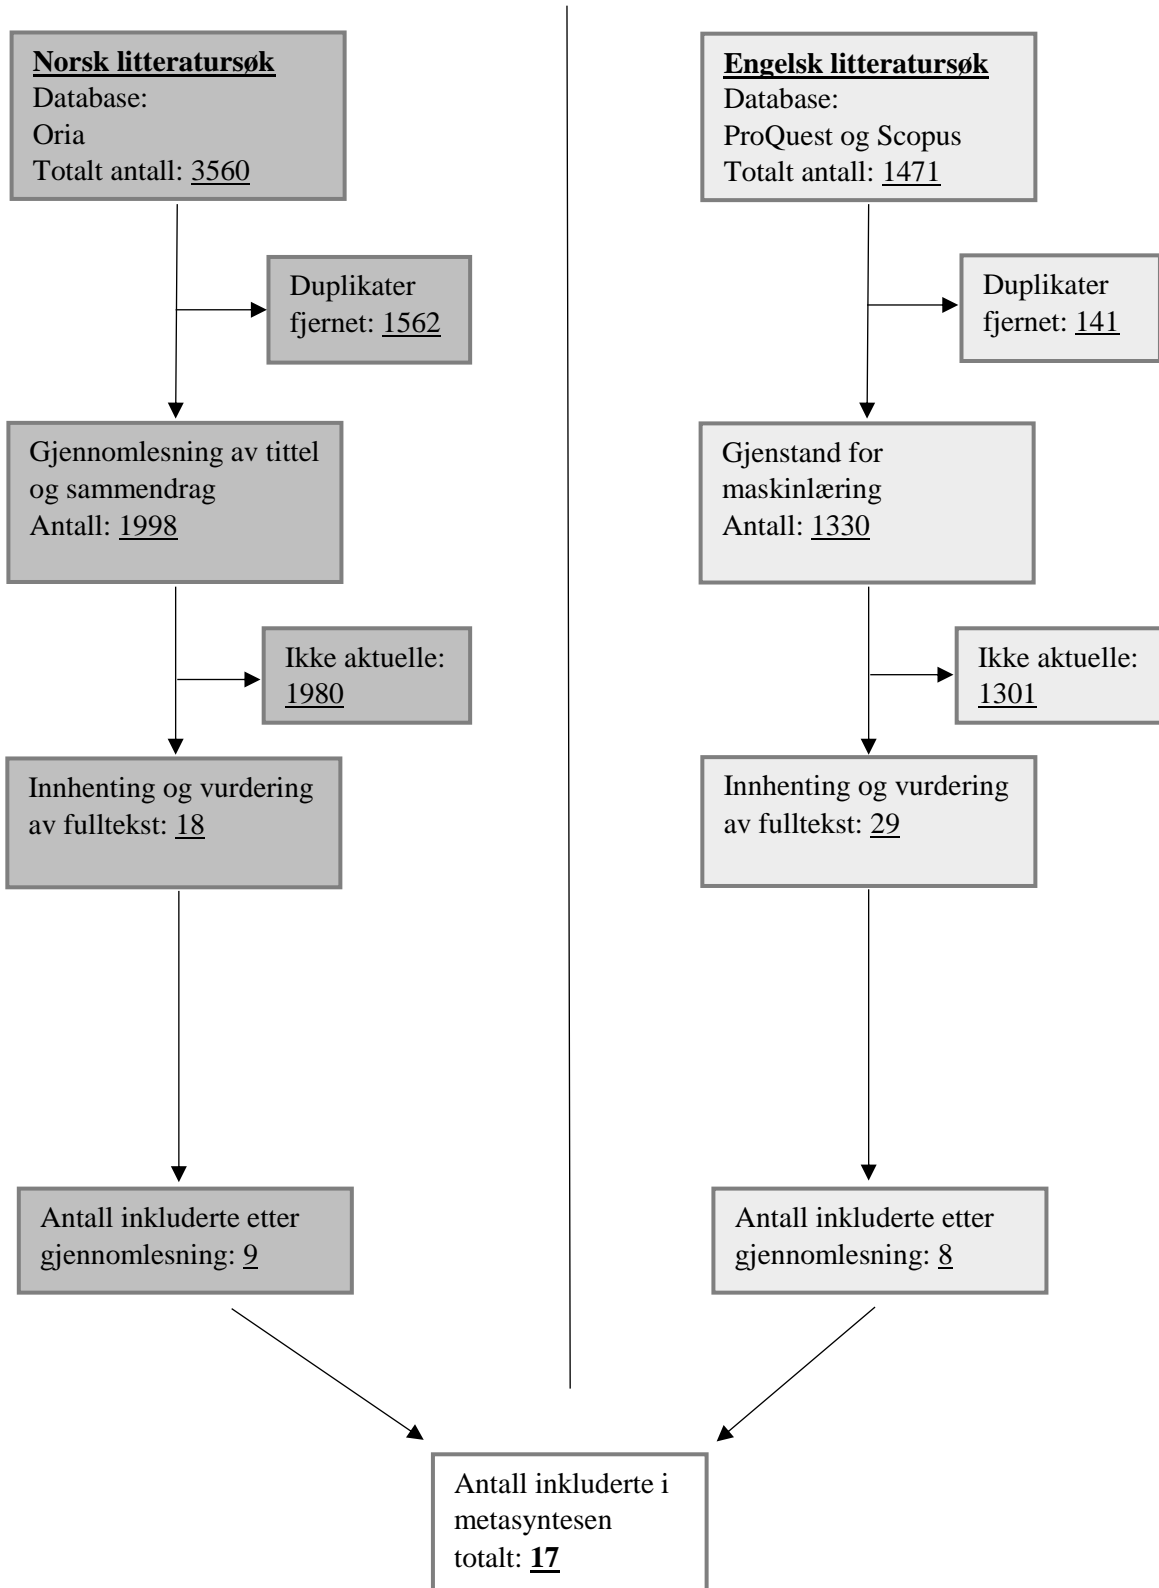 Norsk litteratursøk
Database:
Oria
Totalt antall: 3560
Duplikater
fjernet: 1562
Gjennomlesning av tittel
og sammendrag
Antall: 1998
Ikke aktuelle:
1980
Innhenting og vurdering
av fulltekst: 18
Antall inkluderte etter
gjennomlesning: 9
Engelsk litteratursøk
Database:
ProQuest og Scopus
Totalt antall: 1471
Duplikater
fjernet: 141
Gjenstand for
maskinlæring
Antall: 1330
Ikke aktuelle:
1301
Innhenting og vurdering
av fulltekst: 29
Antall inkluderte etter
gjennomlesning: 8
Antall inkluderte i
metasyntesen
totalt: 17